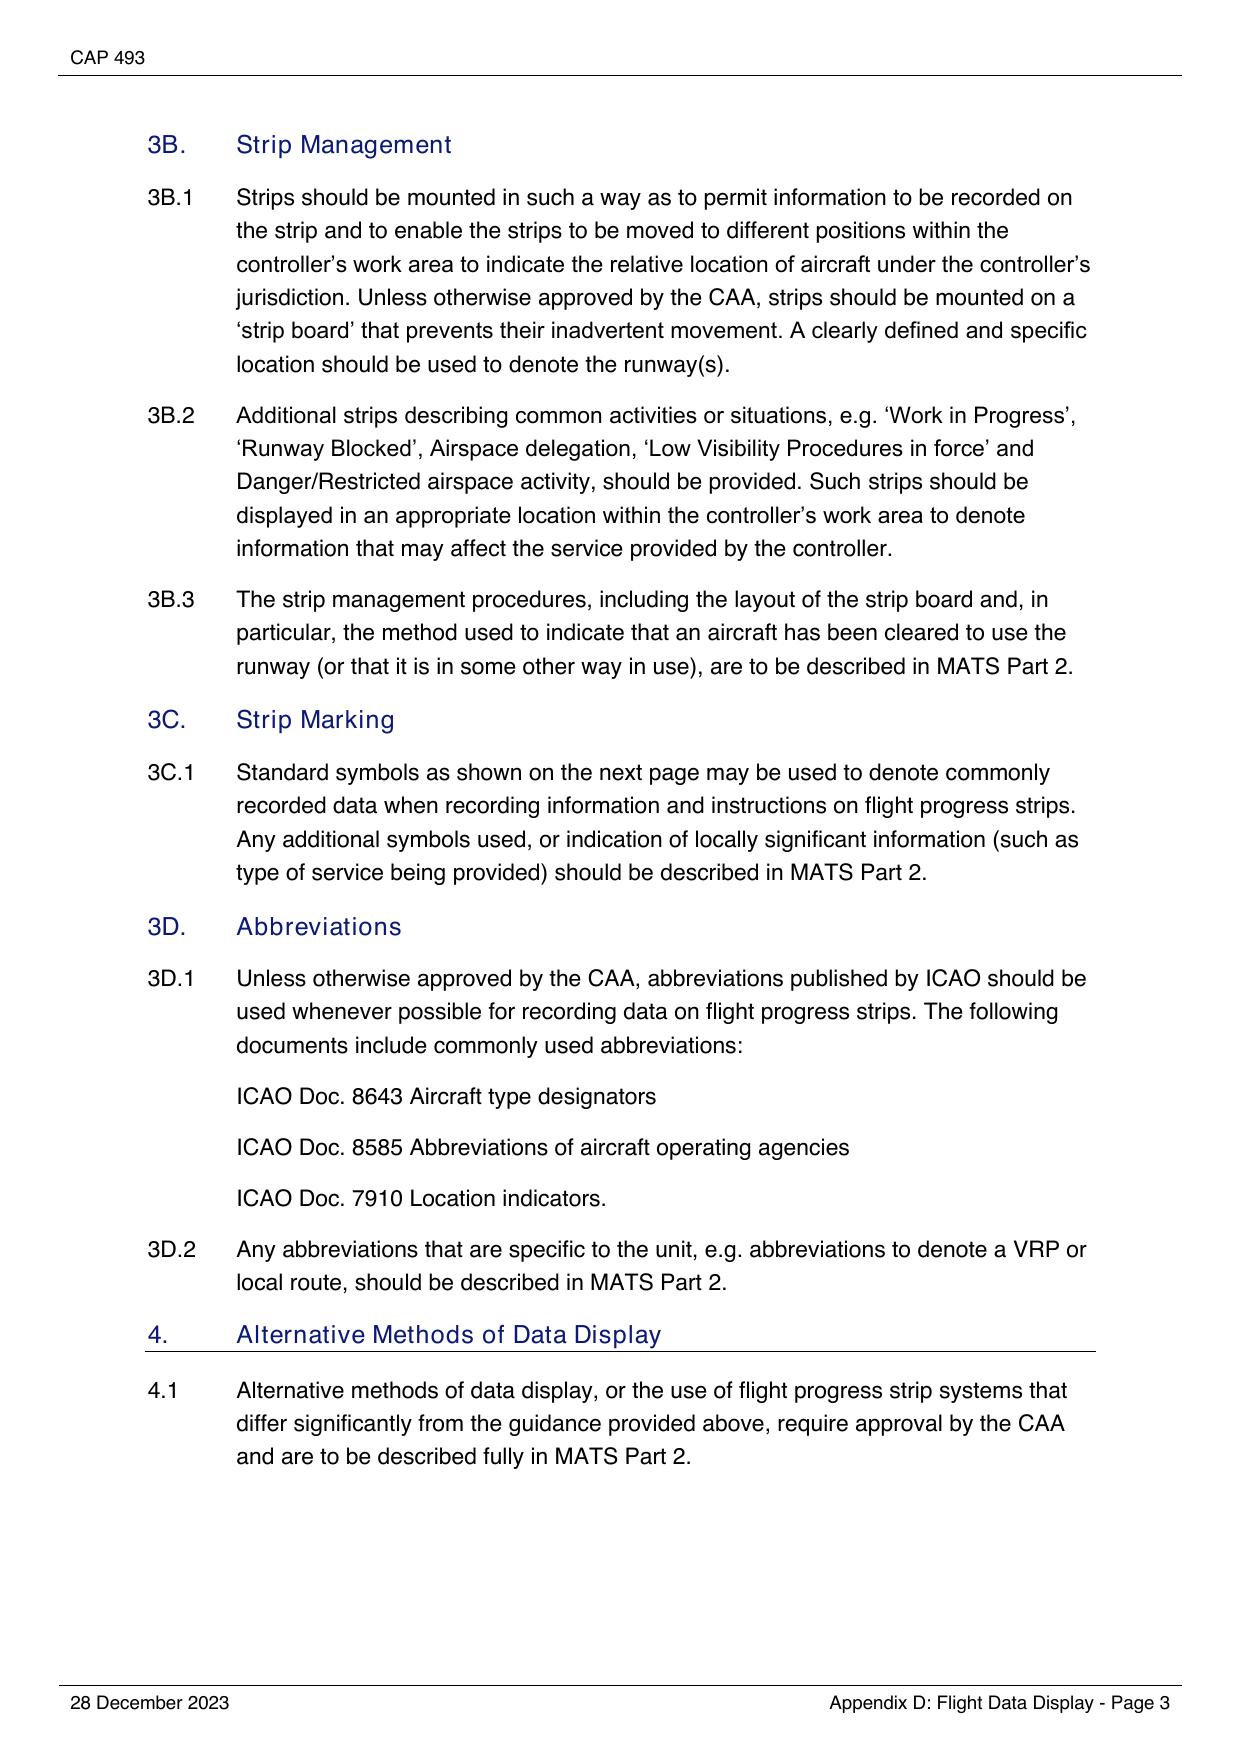 CAP 493
3B. Strip Management
3B.1 Strips should be mounted in such a way as to permit information to be recorded on
the strip and to enable the strips to be moved to different positions within the
controller’s work area to indicate the relative location of aircraft under the controller’s
jurisdiction. Unless otherwise approved by the CAA, strips should be mounted on a
‘strip board’ that prevents their inadvertent movement. A clearly defined and specific
location should be used to denote the runway(s).
3B.2 Additional strips describing common activities or situations, e.g. ‘Work in Progress’,
‘Runway Blocked’, Airspace delegation, ‘Low Visibility Procedures in force’ and
Danger/Restricted airspace activity, should be provided. Such strips should be
displayed in an appropriate location within the controller’s work area to denote
information that may affect the service provided by the controller.
3B.3 The strip management procedures, including the layout of the strip board and, in
particular, the method used to indicate that an aircraft has been cleared to use the
runway (or that it is in some other way in use), are to be described in MATS Part 2.
3C. Strip Marking
3C.1 Standard symbols as shown on the next page may be used to denote commonly
recorded data when recording information and instructions on flight progress strips.
Any additional symbols used, or indication of locally significant information (such as
type of service being provided) should be described in MATS Part 2.
3D. Abbreviations
3D.1 Unless otherwise approved by the CAA, abbreviations published by ICAO should be
used whenever possible for recording data on flight progress strips. The following
documents include commonly used abbreviations:
ICAO Doc. 8643 Aircraft type designators
ICAO Doc. 8585 Abbreviations of aircraft operating agencies
ICAO Doc. 7910 Location indicators.
3D.2 Any abbreviations that are specific to the unit, e.g. abbreviations to denote a VRP or
local route, should be described in MATS Part 2.
4. Alternative Methods of Data Display
4.1 Alternative methods of data display, or the use of flight progress strip systems that
differ significantly from the guidance provided above, require approval by the CAA
and are to be described fully in MATS Part 2.
28 December 2023 Appendix D: Flight Data Display - Page 3